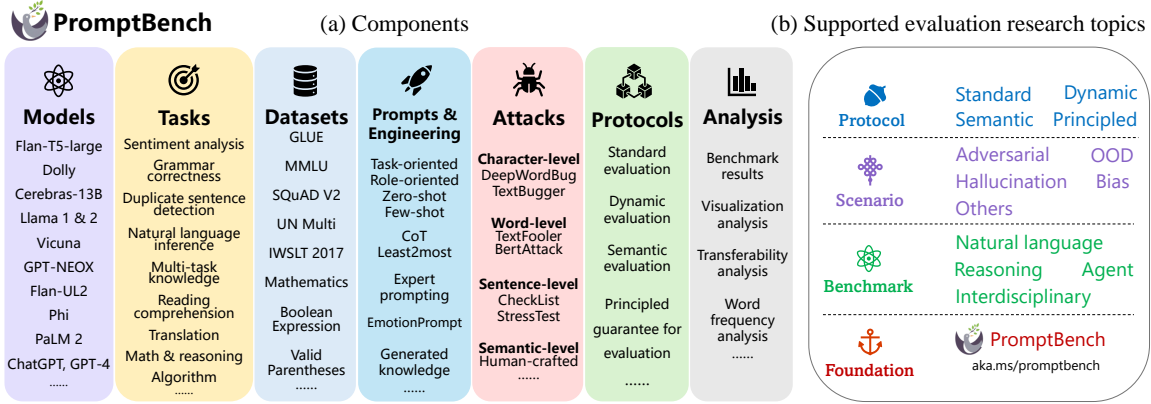 PromptBench
(a) Components
(b) Supported evaluation research topics
Models
Flan-T5-large
Dolly
Cerebras-13B
Llama 1 & 2
Vicuna
GPT-NEOX
Flan-UL2
Phi
PaLM 2
ChatGPT, GPT-4
......
Tasks
Sentiment analysis
Grammar
correctness
Duplicate sentence
detection
Natural language
inference
Multi-task
knowledge
Reading
comprehension
Translation
Math & reasoning
Algorithm
......
Datasets
GLUE
MMLU
SQuAD V2
UN Multi
IWSLT 2017
Mathematics
Boolean
Expression
Valid
Parentheses
......
Prompts &
Engineering
Task-oriented
Role-oriented
Zero-shot
Few-shot
CoT
Least2most
Expert
prompting
EmotionPrompt
Generated
knowledge
......
Attacks
Character-level
DeepWordBug
TextBugger
Word-level
TextFooler
BertAttack
Sentence-level
CheckList
StressTest
Semantic-level
Human-crafted
......
Protocols
Standard
evaluation
Dynamic
evaluation
Semantic
evaluation
Principled
guarantee for
evaluation
......
Analysis
Benchmark
results
Visualization
analysis
Transferability
analysis
Word
frequency
analysis
......
Protocol
Standard Dynamic
Semantic Principled
Scenario
Adversarial OOD
Hallucination Bias
Others
Benchmark
Natural language
Reasoning Agent
Interdisciplinary
Foundation
PromptBench
aka.ms/promptbench